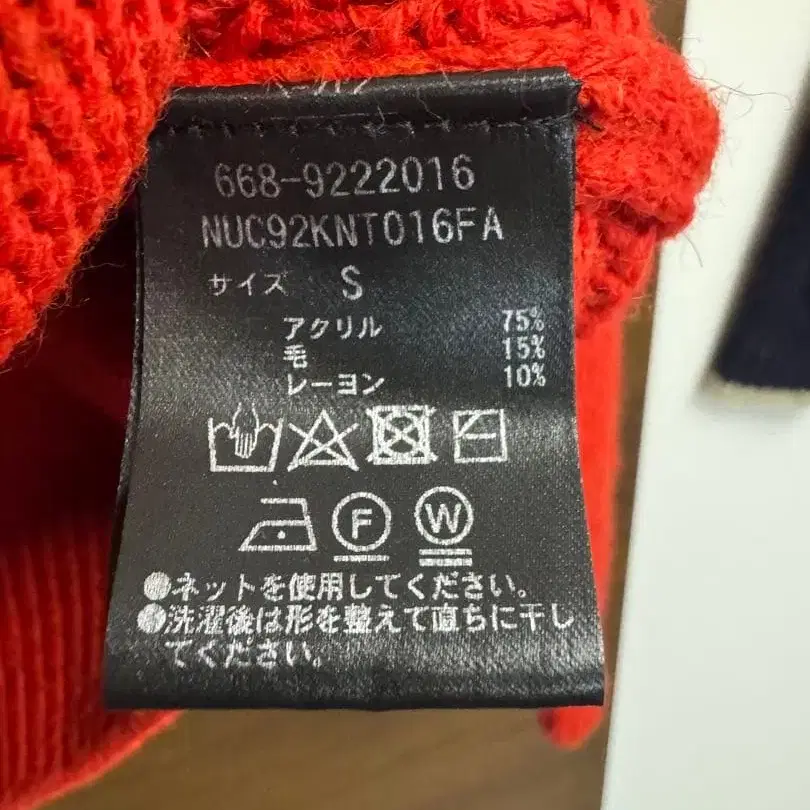 668-9222016
NUC92KNT016FA
サイズ S
アクリル 75%
毛 15%
レーヨン 10%
F W
●ネットを使用してください。
●洗濯後は形を整えて直ちに干し
てください。